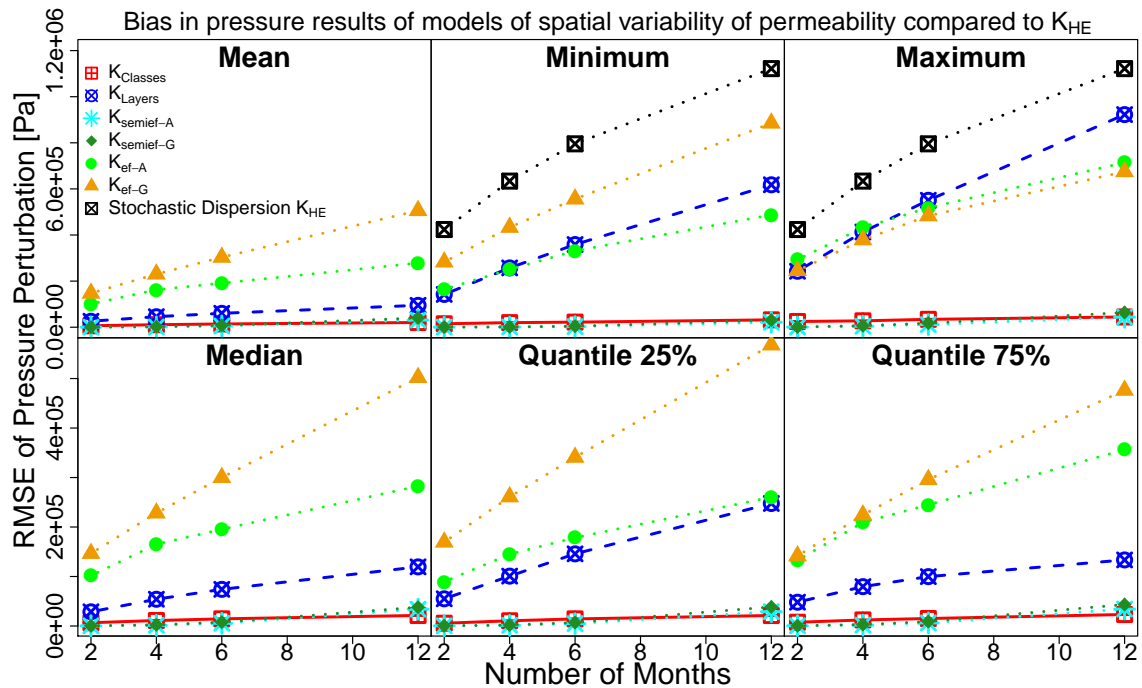 Bias in pressure results of models of spatial variability of permeability compared to K_HE
Mean
Minimum
Maximum
K_Classes
K_Layers
K_semief−A
K_semief−G
K_ef−A
K_ef−G
Stochastic Dispersion K_HE
RMSE of Pressure Perturbation [Pa]
1.2e+06
6.0e+05
0.0e+00
Median
Quantile 25%
Quantile 75%
4e+05
2e+05
0e+00
2 4 6 8 10 12
2 4 6 8 10 12
2 4 6 8 10 12
Number of Months